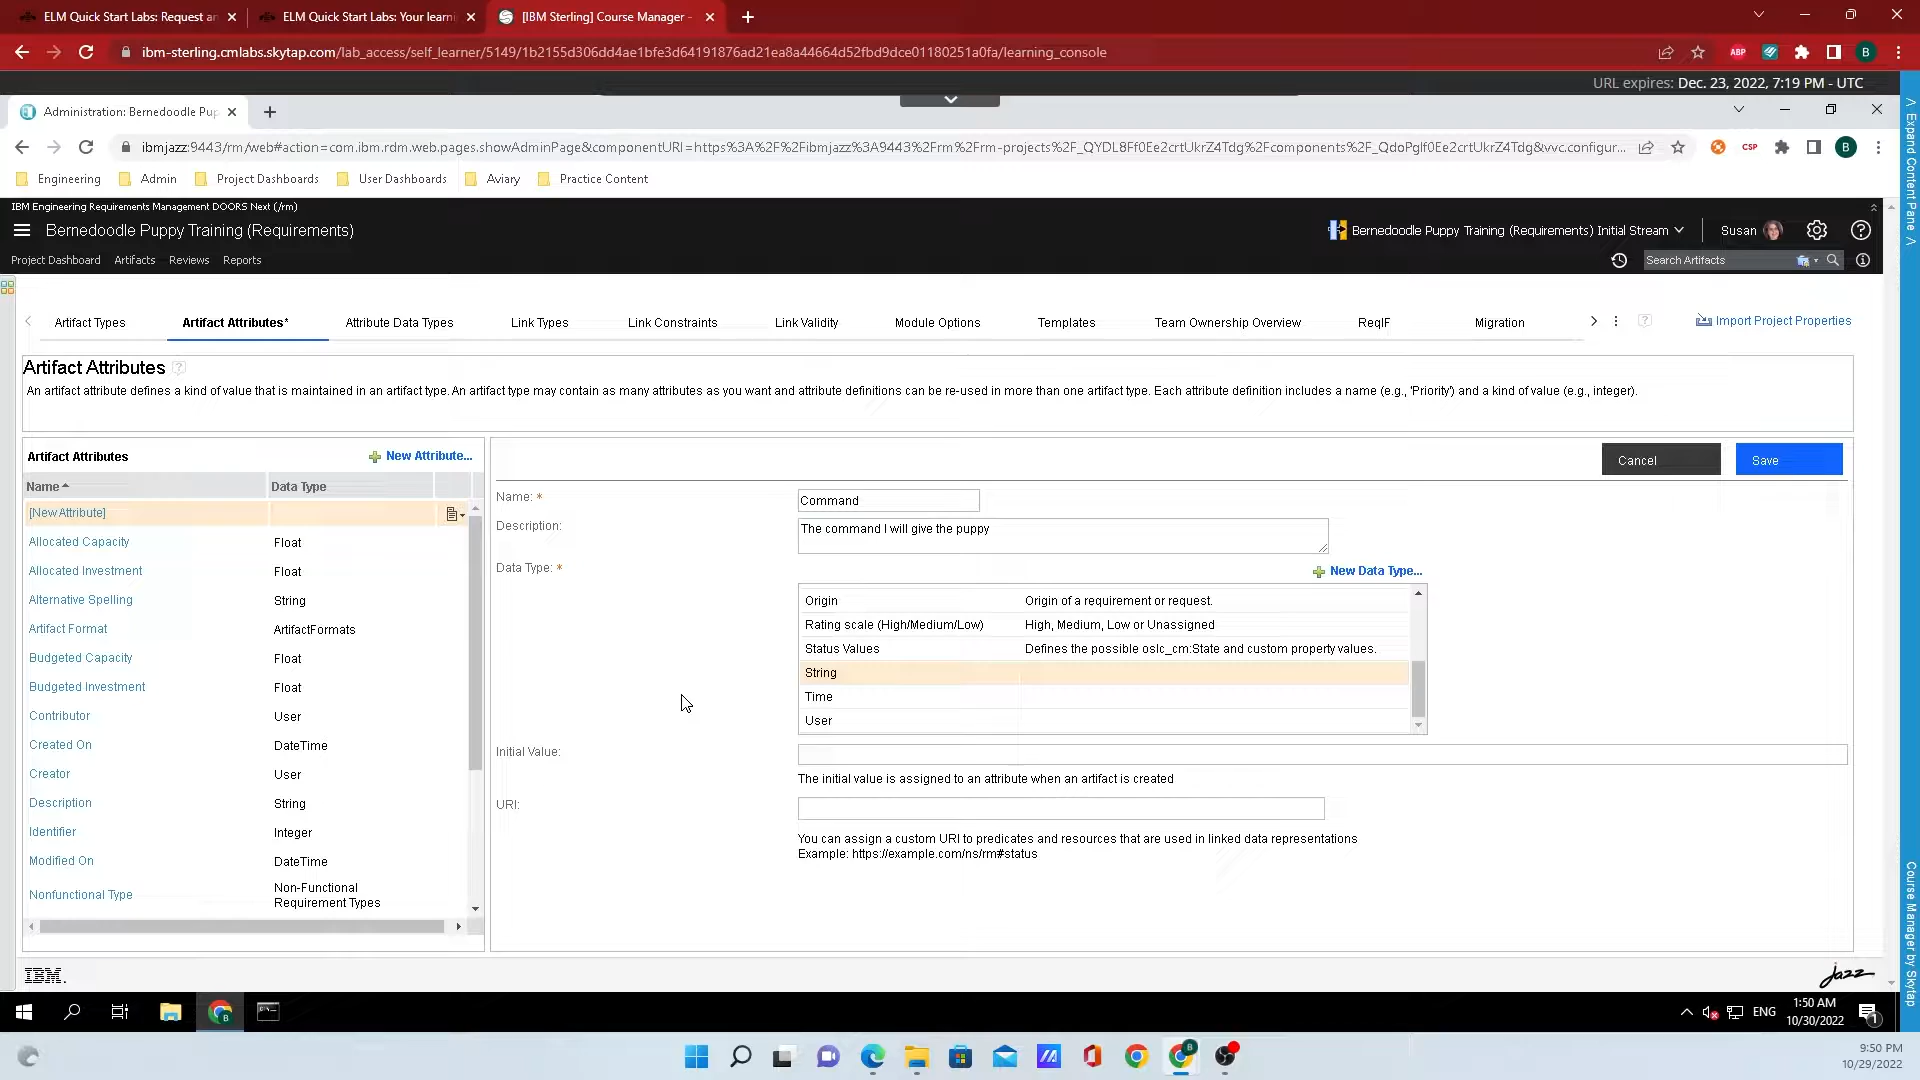 ELM Quick Start Labs: Request an
ELM Quick Start Labs: Your learni
[IBM Sterling] Course Manager -
ibm-sterling.cmlabs.skytap.com/lab_access/self_learner/5149/1b2155d306dd4ae1bfe3d64191876ad21ea8a44664d52fbd9dce01180251a0fa/learning_console
ABP
B
URL expires: Dec. 23, 2022, 7:19 PM - UTC
Administration: Bernedoodle Pup
ibmjazz:9443/rm/web#action=com.ibm.rdm.web.pages.showAdminPage&componentURI=https%3A%2F%2Fibmjazz%3A9443%2Frm%2Frm-projects%2F_QYDL8Ff0Ee2crtUkrZ4Tdg%2Fcomponents%2F_QdoPglf0Ee2crtUkrZ4Tdg&vvc.configur...
CSP
B
Engineering
Admin
Project Dashboards
User Dashboards
Aviary
Practice Content
IBM Engineering Requirements Management DOORS Next (/rm)
Bernedoodle Puppy Training (Requirements)
Bernedoodle Puppy Training (Requirements) Initial Stream
Susan
Project Dashboard
Artifacts
Reviews
Reports
Search Artifacts
Artifact Types
Artifact Attributes*
Attribute Data Types
Link Types
Link Constraints
Link Validity
Module Options
Templates
Team Ownership Overview
ReqIF
Migration
Import Project Properties
Artifact Attributes
An artifact attribute defines a kind of value that is maintained in an artifact type. An artifact type may contain as many attributes as you want and attribute definitions can be re-used in more than one artifact type. Each attribute definition includes a name (e.g., 'Priority') and a kind of value (e.g., integer).
Artifact Attributes
New Attribute...
Name
Data Type
[New Attribute]
Allocated Capacity Float
Allocated Investment Float
Alternative Spelling String
Artifact Format ArtifactFormats
Budgeted Capacity Float
Budgeted Investment Float
Contributor User
Created On DateTime
Creator User
Description String
Identifier Integer
Modified On DateTime
Nonfunctional Type Non-Functional
Requirement Types
Cancel
Save
Name: *
Command
Description:
The command I will give the puppy
Data Type: *
New Data Type...
Origin Origin of a requirement or request.
Rating scale (High/Medium/Low) High, Medium, Low or Unassigned
Status Values Defines the possible oslc_cm:State and custom property values.
String
Time
User
Initial Value:
The initial value is assigned to an attribute when an artifact is created
URI:
You can assign a custom URI to predicates and resources that are used in linked data representations
Example: https://example.com/ns/rm#status
IBM.
jazz
Λ Expand Content Pane Λ
Course Manager by Skytap
ENG
1:50 AM
10/30/2022
1
9:50 PM
10/29/2022